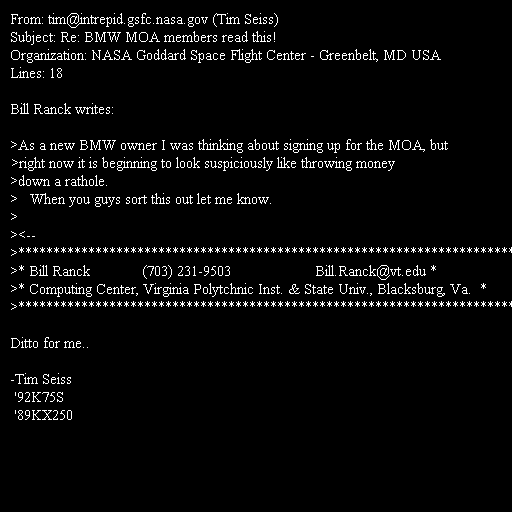 From: tim@intrepid.gsfc.nasa.gov (Tim Seiss)
Subject: Re: BMW MOA members read this!
Organization: NASA Goddard Space Flight Center - Greenbelt, MD USA
Lines: 18

Bill Ranck writes:

>As a new BMW owner I was thinking about signing up for the MOA, but
>right now it is beginning to look suspiciously like throwing money
>down a rathole.
>   When you guys sort this out let me know.
>
><--
>***********************************************************************
>* Bill Ranck             (703) 231-9503                     Bill.Ranck@vt.edu *
>* Computing Center, Virginia Polytchnic Inst. & State Univ., Blacksburg, Va.  *
>***********************************************************************

Ditto for me..

-Tim Seiss
 '92K75S
 '89KX250